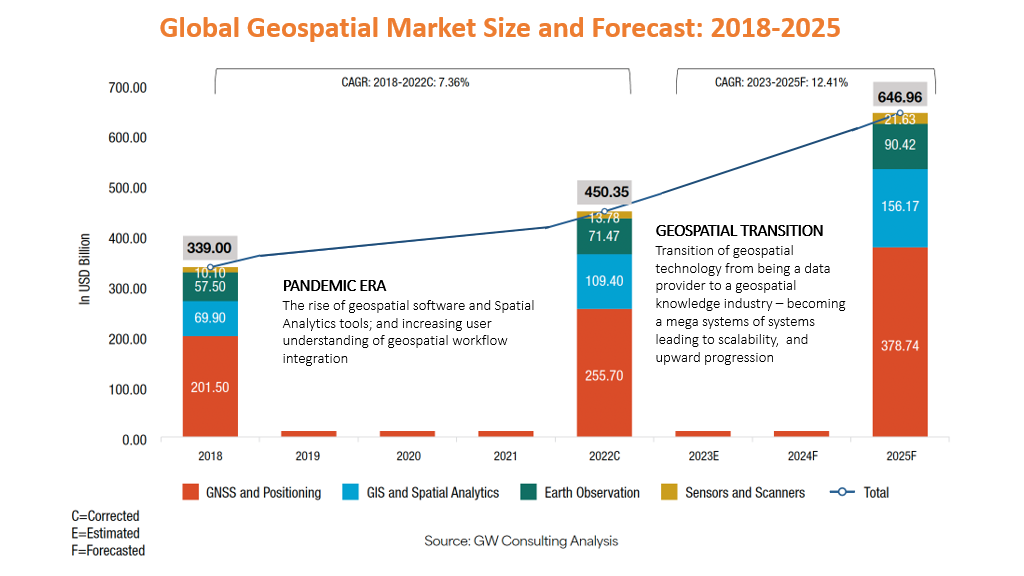 Global Geospatial Market Size and Forecast: 2018-2025
CAGR: 2018-2022C: 7.36%
CAGR: 2023-2025F: 12.41%
In USD Billion
700.00
600.00
500.00
400.00
300.00
200.00
100.00
0.00
339.00
10.10
57.50
69.90
201.50
PANDEMIC ERA
The rise of geospatial software and Spatial
Analytics tools; and increasing user
understanding of geospatial workflow
integration
450.35
13.78
71.47
109.40
255.70
GEOSPATIAL TRANSITION
Transition of geospatial
technology from being a data
provider to a geospatial
knowledge industry – becoming
a mega systems of systems
leading to scalability, and
upward progression
646.96
21.63
90.42
156.17
378.74
2018
2019
2020
2021
2022C
2023E
2024F
2025F
GNSS and Positioning
GIS and Spatial Analytics
Earth Observation
Sensors and Scanners
Total
C=Corrected
E=Estimated
F=Forecasted
Source: GW Consulting Analysis